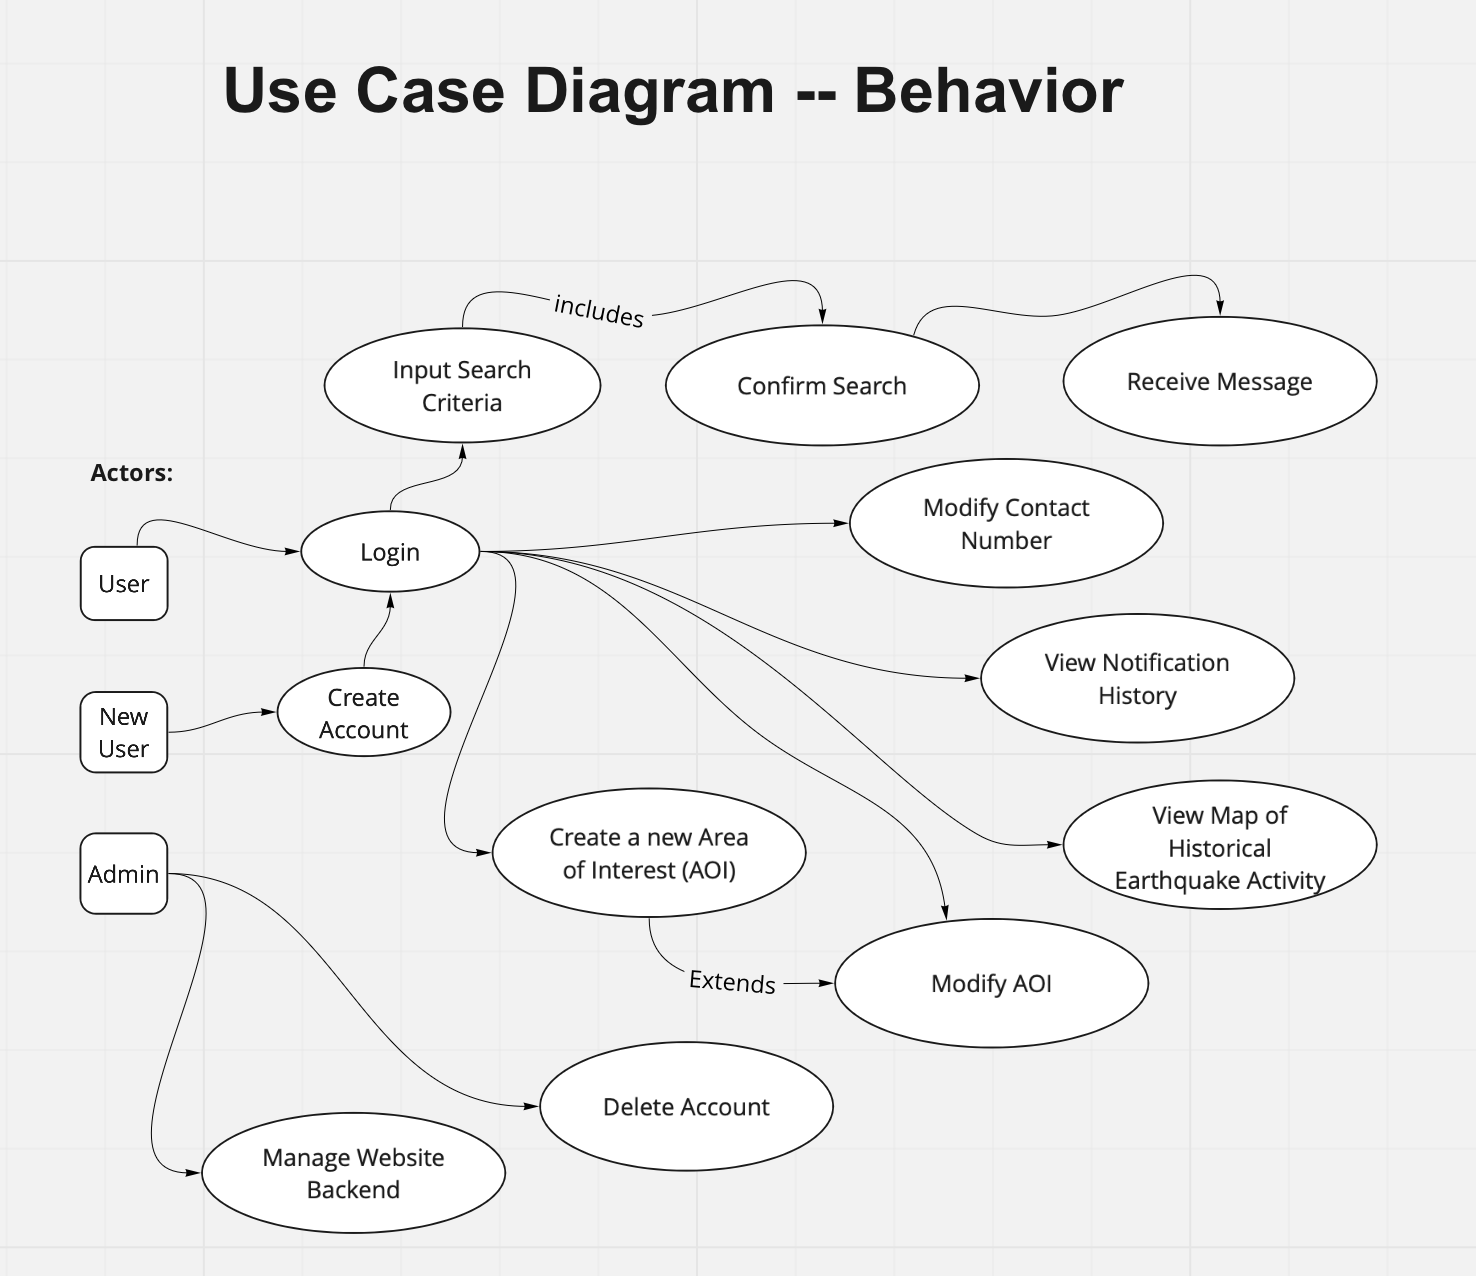 Use Case Diagram -- Behavior
includes
Input Search
Criteria
Confirm Search
Receive Message
Actors:
Modify Contact
Number
Login
User
View Notification
History
Create
Account
New
User
Create a new Area
of Interest (AOI)
View Map of
Historical
Earthquake Activity
Admin
Extends
Modify AOI
Delete Account
Manage Website
Backend